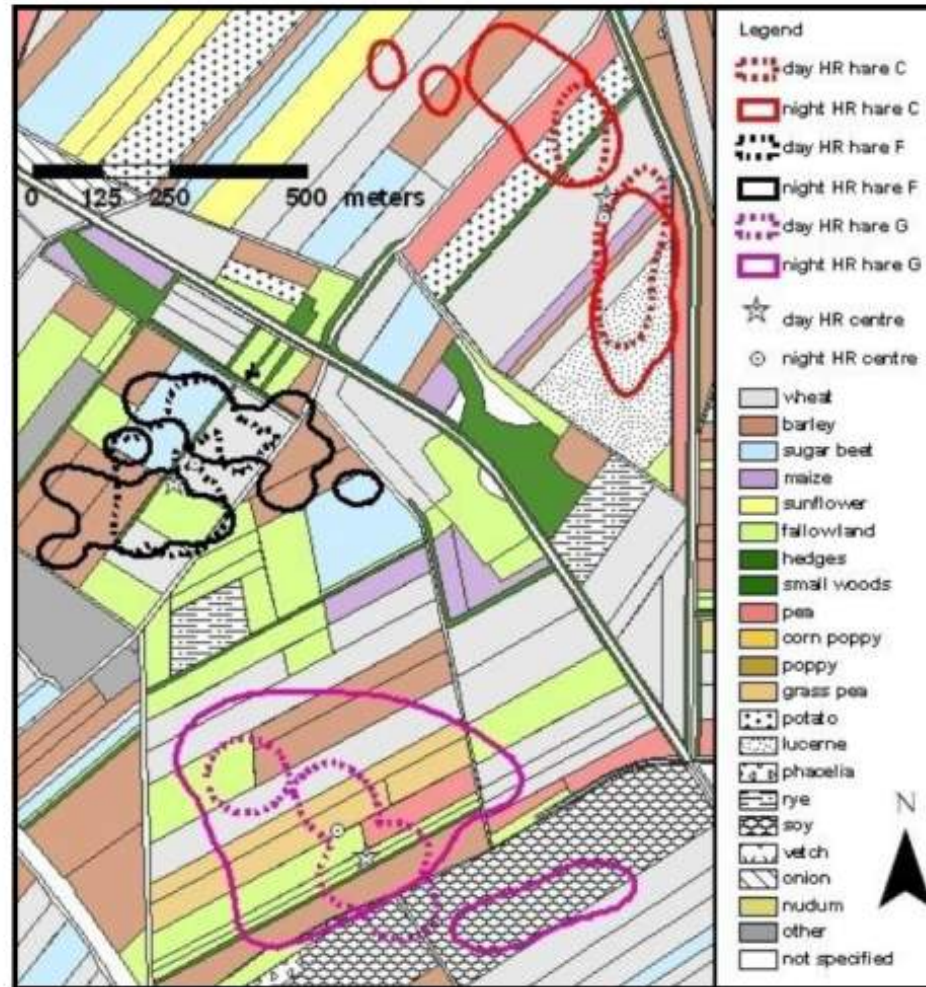 0 125 250 500 meters
Legend
day HR hare C
night HR hare C
day HR hare F
night HR hare F
day HR hare G
night HR hare G
day HR centre
night HR centre
wheat
barley
sugar beet
maize
sunflower
fallowland
hedges
small woods
pea
corn poppy
poppy
grass pea
potato
lucerne
phacelia
rye
soy
vetch
onion
nudum
other
not specified
N